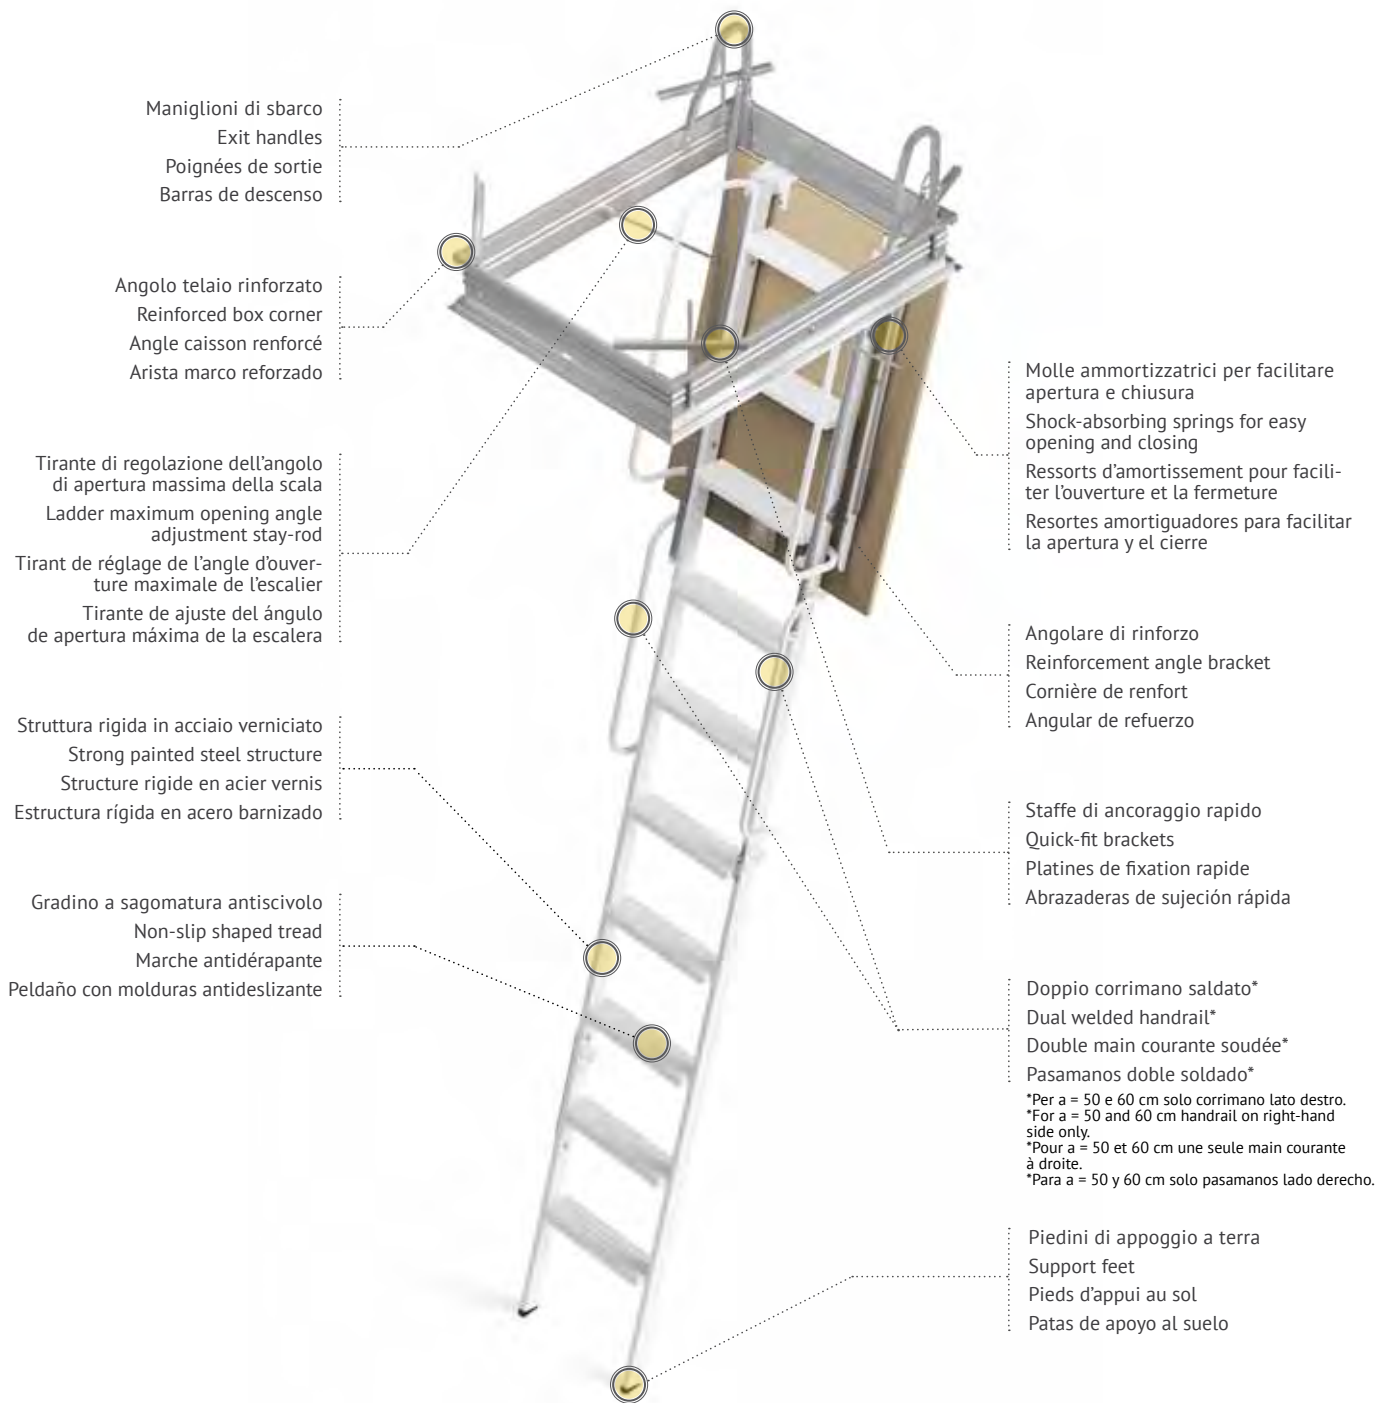 Maniglioni di sbarco
Exit handles
Poignées de sortie
Barras de descenso
Angolo telaio rinforzato
Reinforced box corner
Angle caisson renforcé
Arista marco reforzado
Tirante di regolazione dell'angolo
di apertura massima della scala
Ladder maximum opening angle
adjustment stay-rod
Tirant de réglage de l'angle d'ouver-
ture maximale de l'escalier
Tirante de ajuste del ángulo
de apertura máxima de la escalera
Struttura rigida in acciaio verniciato
Strong painted steel structure
Structure rigide en acier vernis
Estructura rígida en acero barnizado
Gradino a sagomatura antiscivolo
Non-slip shaped tread
Marche antidérapante
Peldaño con molduras antideslizante
Molle ammortizzatrici per facilitare
apertura e chiusura
Shock-absorbing springs for easy
opening and closing
Ressorts d'amortissement pour facili-
ter l'ouverture et la fermeture
Resortes amortiguadores para facilitar
la apertura y el cierre
Angolare di rinforzo
Reinforcement angle bracket
Cornière de renfort
Angular de refuerzo
Staffe di ancoraggio rapido
Quick-fit brackets
Platines de fixation rapide
Abrazaderas de sujeción rápida
Doppio corrimano saldato*
Dual welded handrail*
Double main courante soudée*
Pasamanos doble soldado*
*Per a = 50 e 60 cm solo corrimano lato destro.
*For a = 50 and 60 cm handrail on right-hand
side only.
*Pour a = 50 et 60 cm une seule main courante
à droite.
*Para a = 50 y 60 cm solo pasamanos lado derecho.
Piedini di appoggio a terra
Support feet
Pieds d'appui au sol
Patas de apoyo al suelo